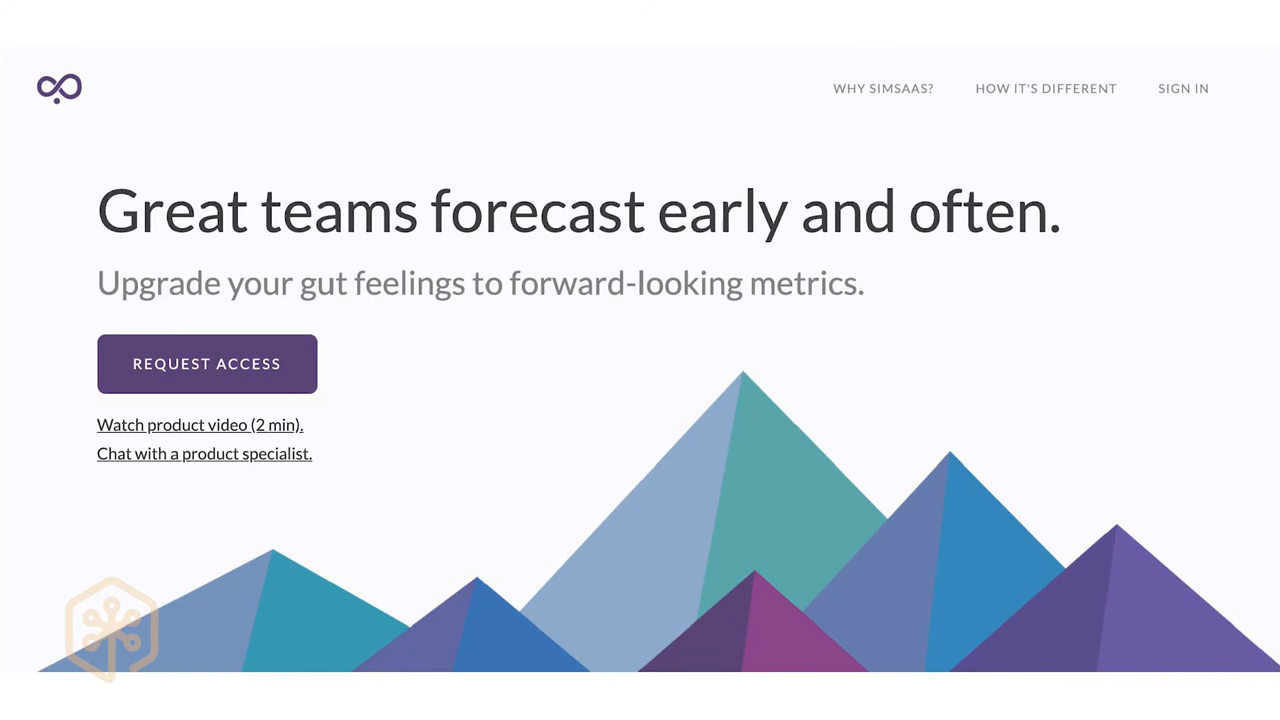 WHY SIMSAAS? HOW IT'S DIFFERENT SIGN IN
Great teams forecast early and often.
Upgrade your gut feelings to forward-looking metrics.
REQUEST ACCESS
Watch product video (2 min).
Chat with a product specialist.